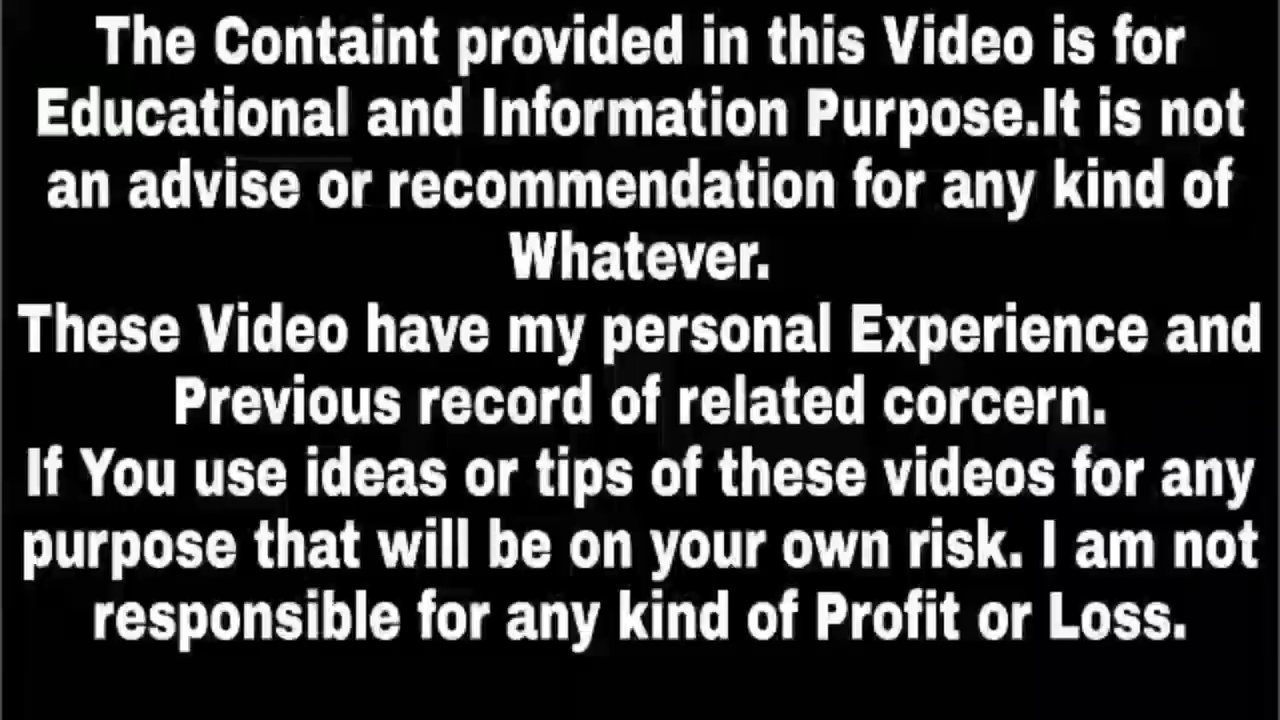 The Containt provided in this Video is for
Educational and Information Purpose.It is not
an advise or recommendation for any kind of
Whatever.
These Video have my personal Experience and
Previous record of related corcern.
If You use ideas or tips of these videos for any
purpose that will be on your own risk. I am not
responsible for any kind of Profit or Loss.